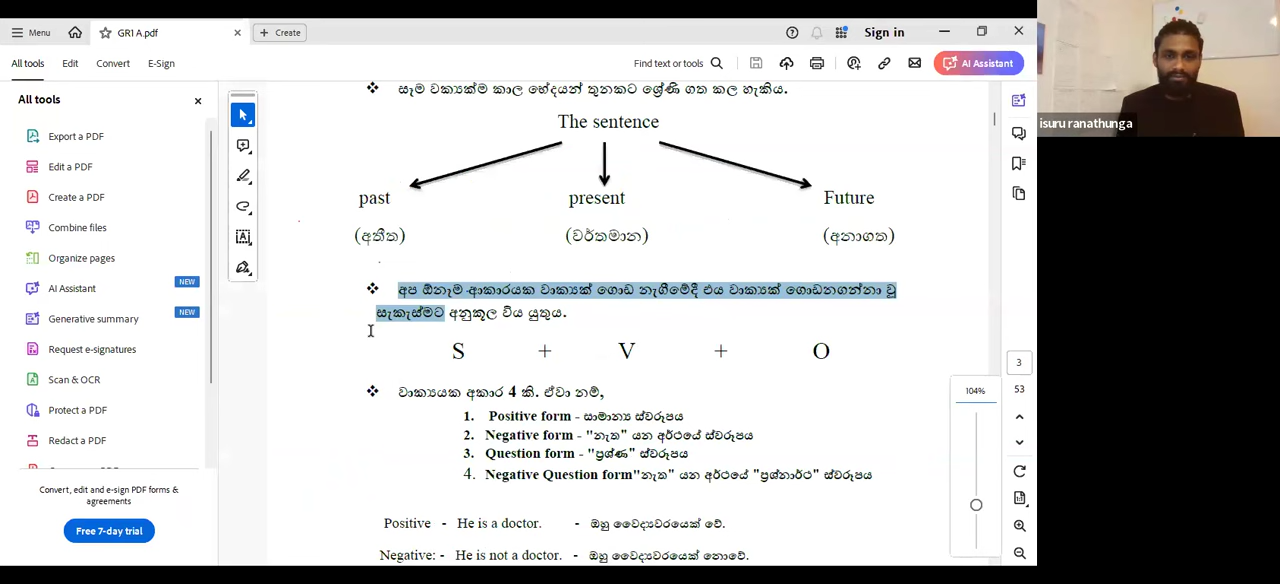 Menu
GR1 A.pdf
Create
Sign in
All tools
Edit
Convert
E-Sign
Find text or tools
AI Assistant
All tools
Export a PDF
Edit a PDF
Create a PDF
Combine files
Organize pages
AI Assistant
NEW
Generative summary
NEW
Request e-signatures
Scan & OCR
Protect a PDF
Redact a PDF
Convert, edit and e-sign PDF forms & agreements
Free 7-day trial
❖ සෑම වාක්‍යක්ම කාල භේදයන් තුනකට ශ්‍රේණි ගත කල හැකිය.
The sentence
past present Future
(අතීත) (වර්තමාන) (අනාගත)
❖ අප ඕනෑම ආකාරයක වාක්‍යක් ගොඩ නැගීමේදී එය වාක්‍යක් ගොඩනගන්නා වූ
සැකැස්මට අනුකූල විය යුතුය.
S + V + O
❖ වාක්‍යයක අකාර 4 කි. ඒවා නම්,
1. Positive form - සාමාන්‍ය ස්වරූපය
2. Negative form - "නැත" යන අර්ථයේ ස්වරූපය
3. Question form - "ප්‍රශ්ණ" ස්වරූපය
4. Negative Question form"නැත" යන අර්ථයේ "ප්‍රශ්නාර්ථ" ස්වරූපය
Positive - He is a doctor. - ඔහු වෛද්‍යවරයෙක් වේ.
Negative: - He is not a doctor. - ඔහු වෛද්‍යවරයෙක් නොවේ.
3
53
104%
isuru ranathunga